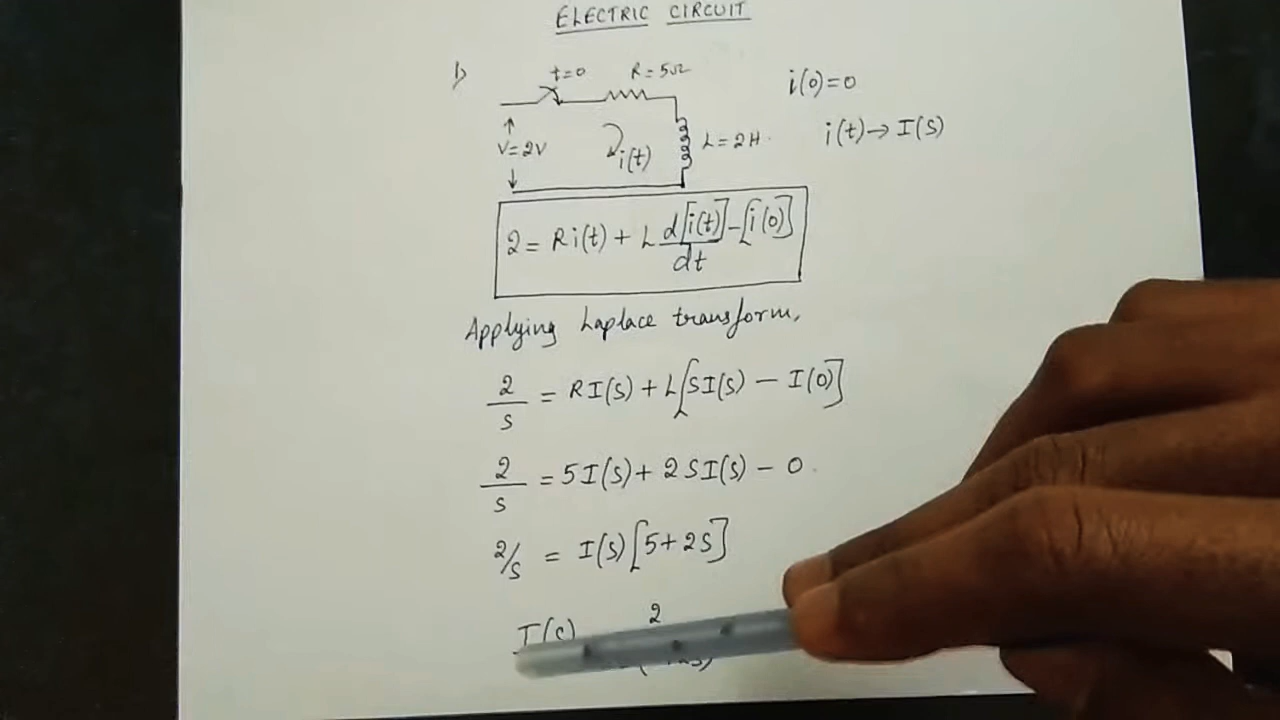 ELECTRIC CIRCUIT
1)
t=0 R=5Ω
i(0)=0
V=2V
i(t)
L=2H
i(t)→I(S)
2 = Ri(t) + L d[i(t)]/dt - [i(0)]
Applying Laplace transform,
2/S = RI(S) + L[SI(S) - I(0)]
2/S = 5I(S) + 2SI(S) - 0
2/S = I(S)[5+2S]
I(S) 2